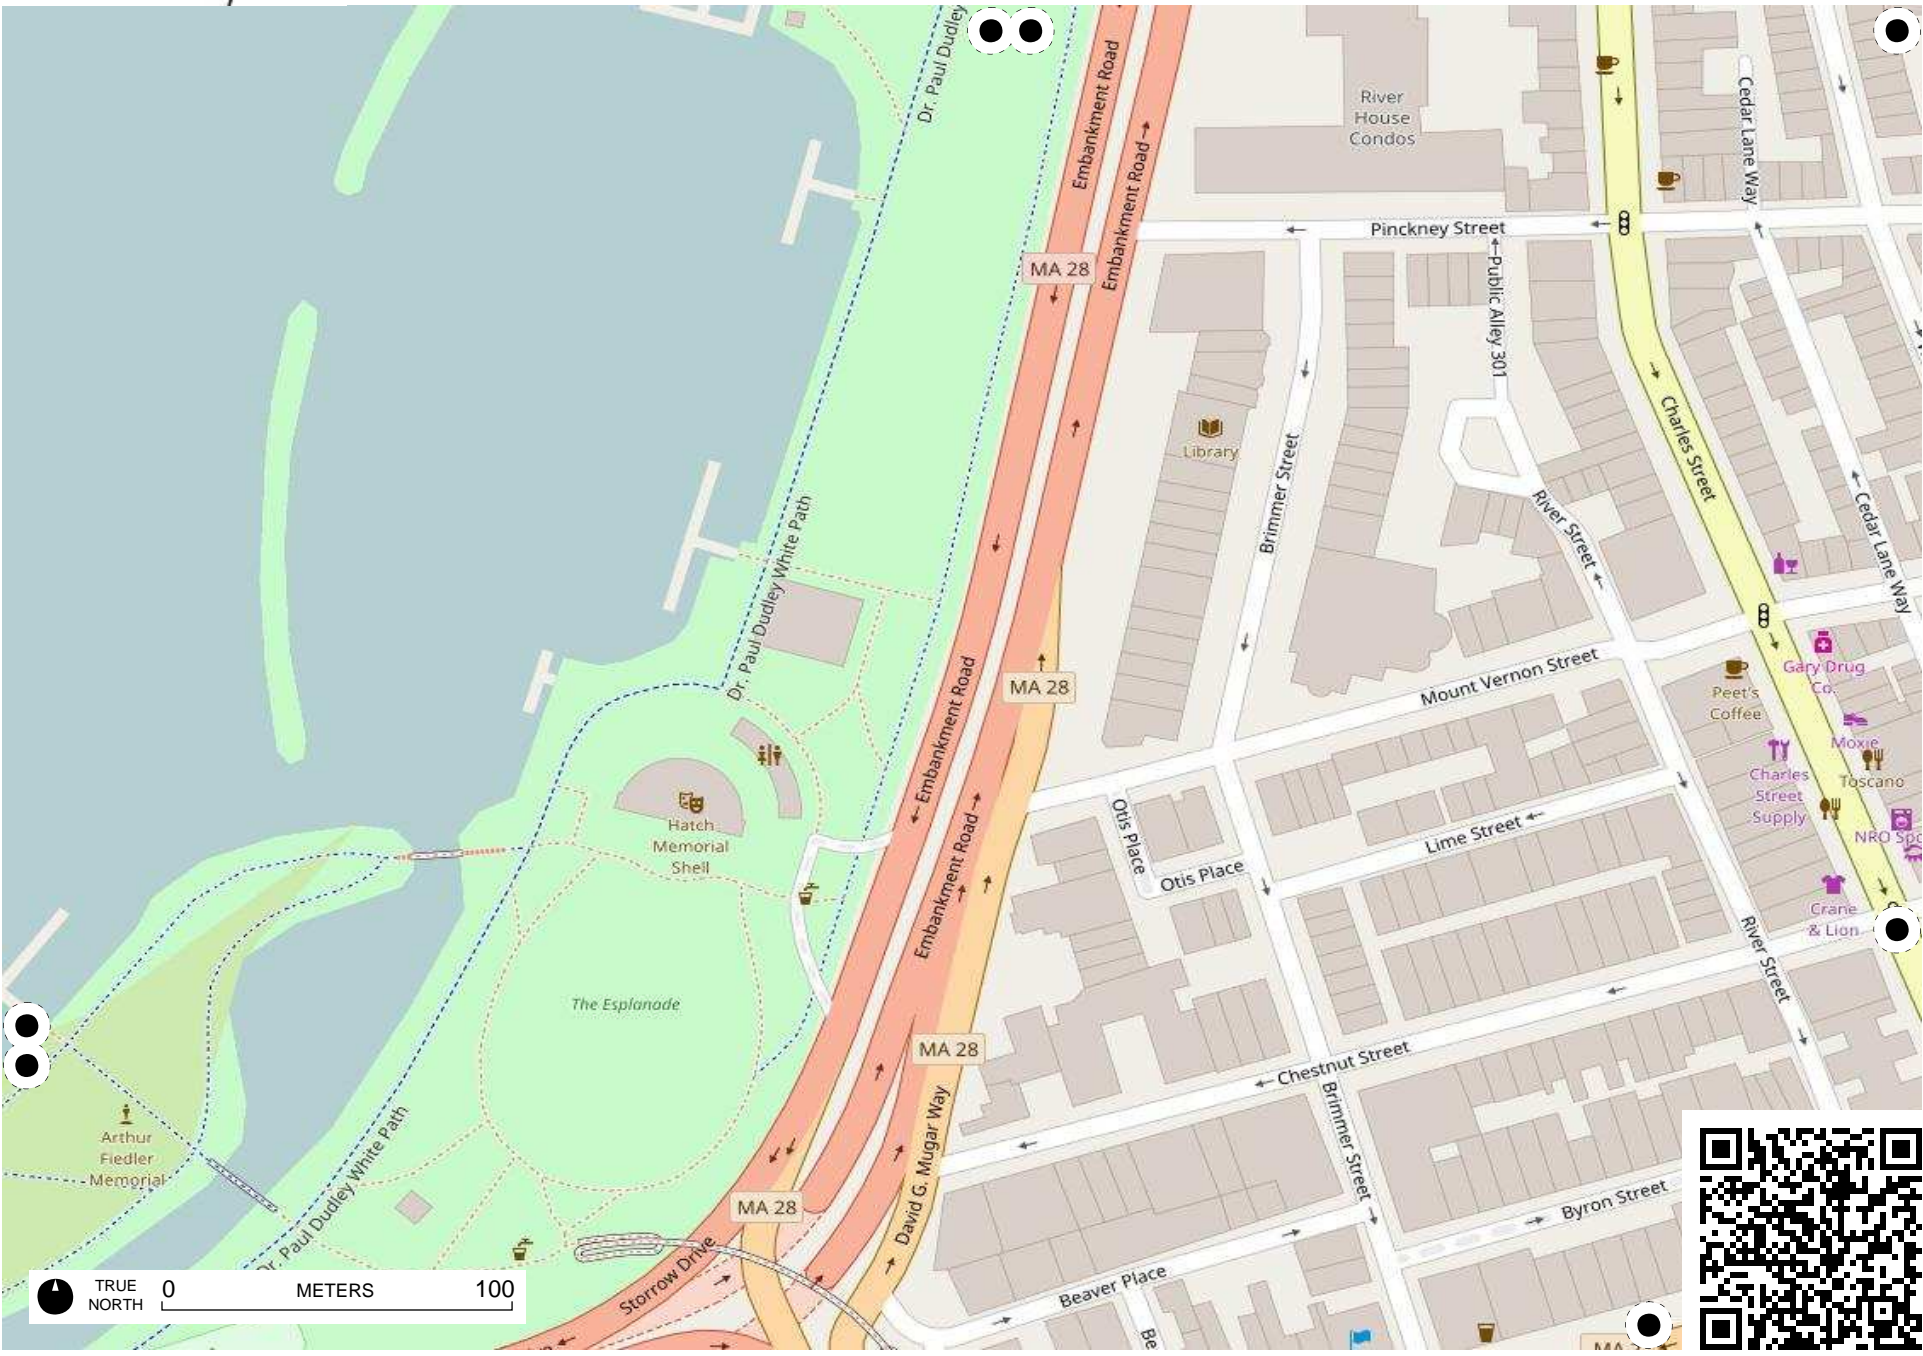 Dr. Paul Dudley
Embankment Road
Embankment Road
River
House
Condos
Cedar Lane Way
Pinckney Street
MA 28
Public Alley 301
Library
Brimmer Street
Charles Street
River Street
Cedar Lane Way
Dr. Paul Dudley White Path
Embankment Road
MA 28
Mount Vernon Street
Gary Drug
Co.
Peet's
Coffee
Moxie
Toscano
Charles
Street
Supply
NRO Spo
Hatch
Memorial
Shell
Otis Place
Otis Place
Lime Street
Embankment Road
Crane
& Lion
River Street
The Esplanade
MA 28
Chestnut Street
Brimmer Street
Arthur
Fiedler
Memorial
Dr. Paul Dudley White Path
David G. Mugar Way
MA 28
Byron Street
Storrow Drive
Beaver Place
Be
TRUE
NORTH
0 METERS 100
MA